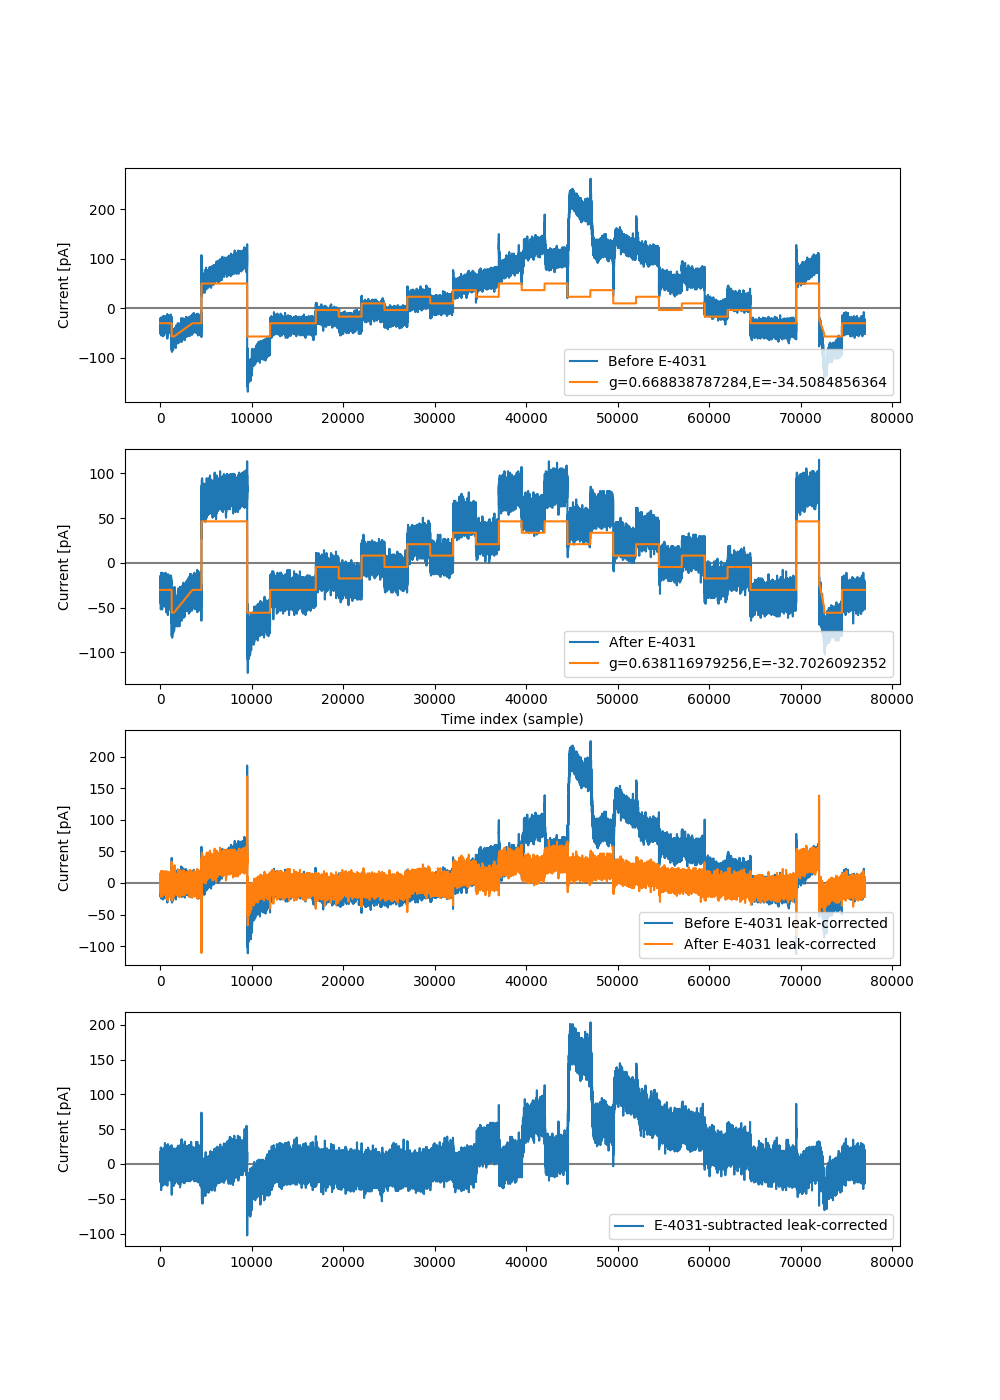 200
100
0
−100
Current [pA]
Before E-4031
g=0.668838787284,E=-34.5084856364
0 10000 20000 30000 40000 50000 60000 70000 80000
100
50
0
−50
−100
Current [pA]
After E-4031
g=0.638116979256,E=-32.7026092352
0 10000 20000 30000 40000 50000 60000 70000 80000
Time index (sample)
200
150
100
50
0
−50
−100
Current [pA]
Before E-4031 leak-corrected
After E-4031 leak-corrected
0 10000 20000 30000 40000 50000 60000 70000 80000
200
150
100
50
0
−50
−100
Current [pA]
E-4031-subtracted leak-corrected
0 10000 20000 30000 40000 50000 60000 70000 80000